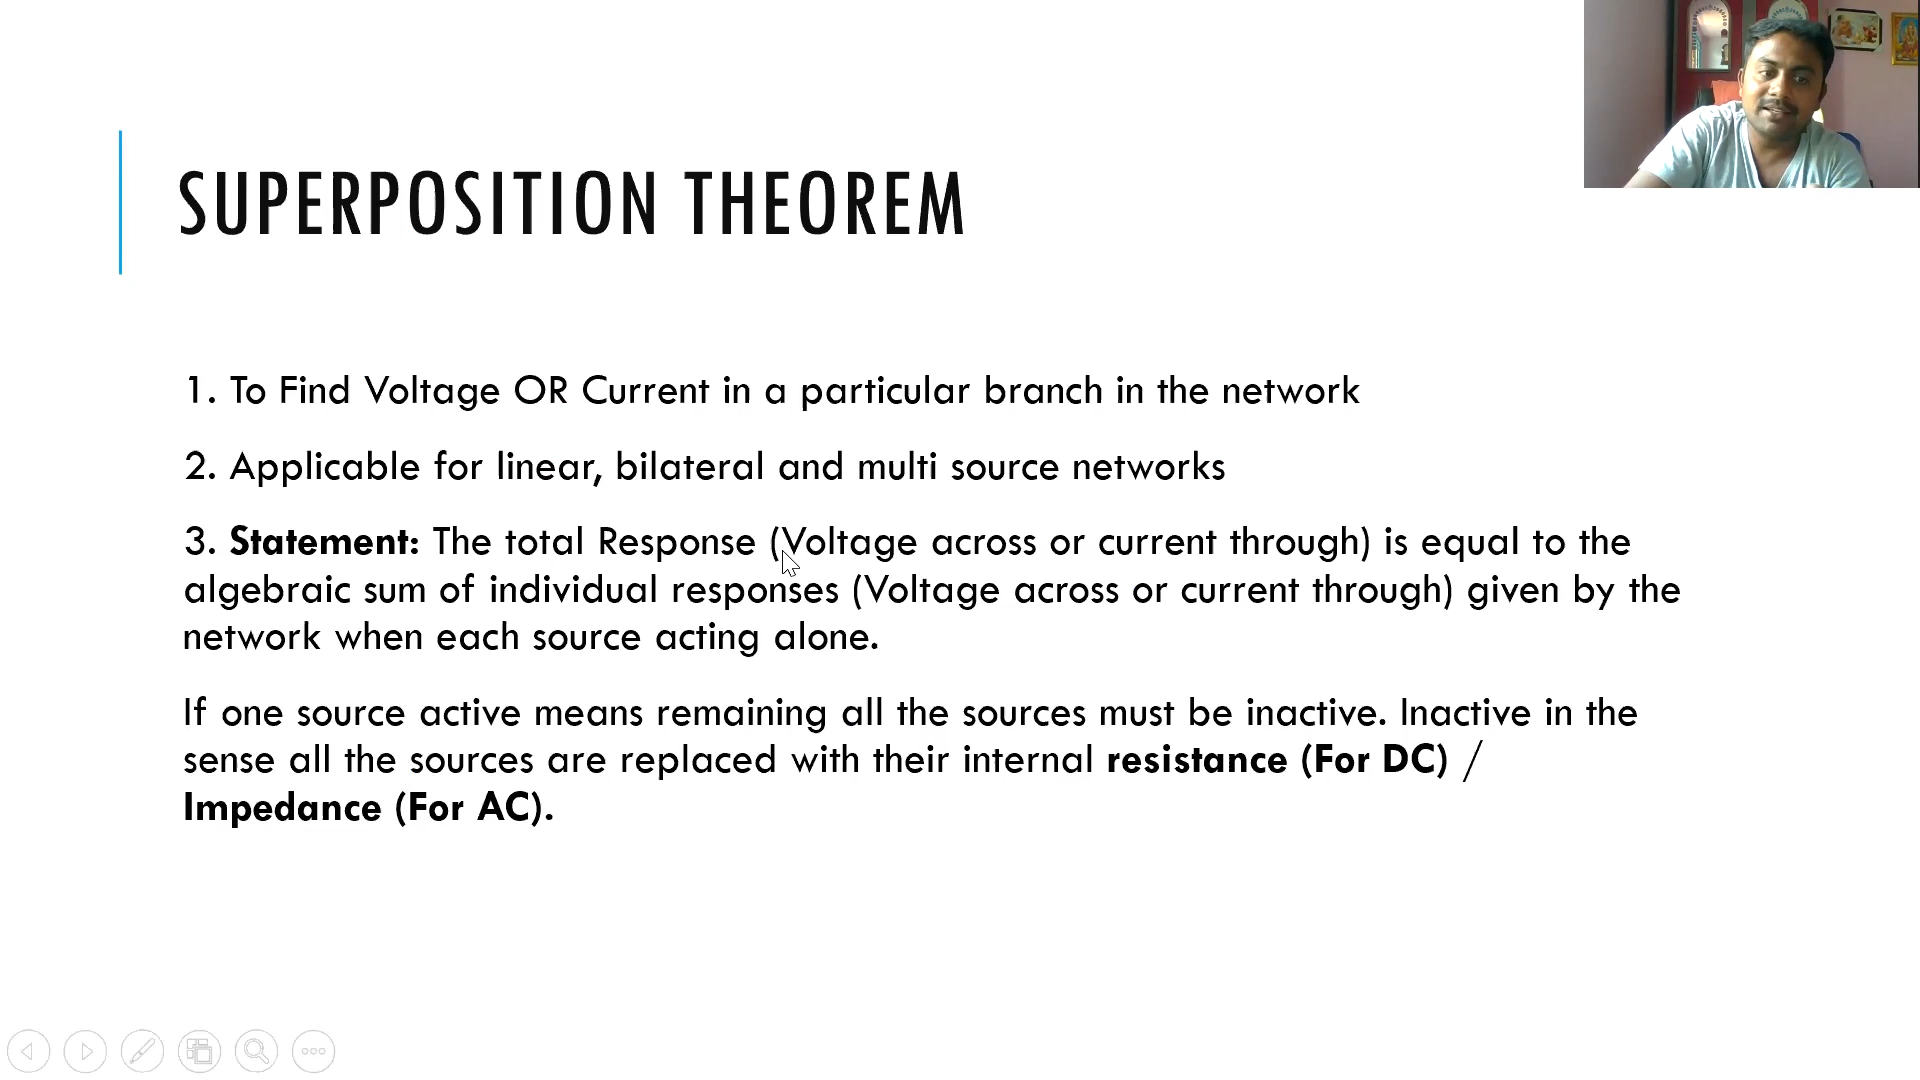 SUPERPOSITION THEOREM
1. To Find Voltage OR Current in a particular branch in the network
2. Applicable for linear, bilateral and multi source networks
3. Statement: The total Response (Voltage across or current through) is equal to the
algebraic sum of individual responses (Voltage across or current through) given by the
network when each source acting alone.
If one source active means remaining all the sources must be inactive. Inactive in the
sense all the sources are replaced with their internal resistance (For DC) /
Impedance (For AC).